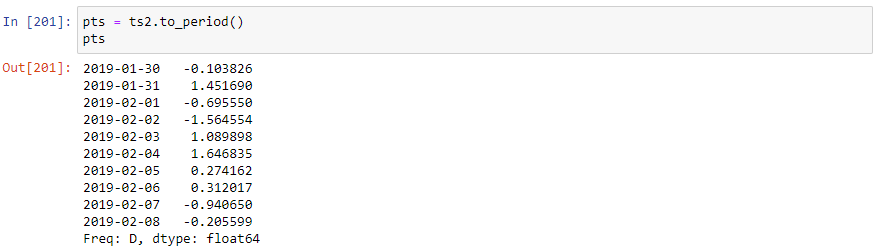 In [201]: pts = ts2.to_period()
pts
Out[201]: 2019-01-30   -0.103826
2019-01-31    1.451690
2019-02-01   -0.695550
2019-02-02   -1.564554
2019-02-03    1.089898
2019-02-04    1.646835
2019-02-05    0.274162
2019-02-06    0.312017
2019-02-07   -0.940650
2019-02-08   -0.205599
Freq: D, dtype: float64